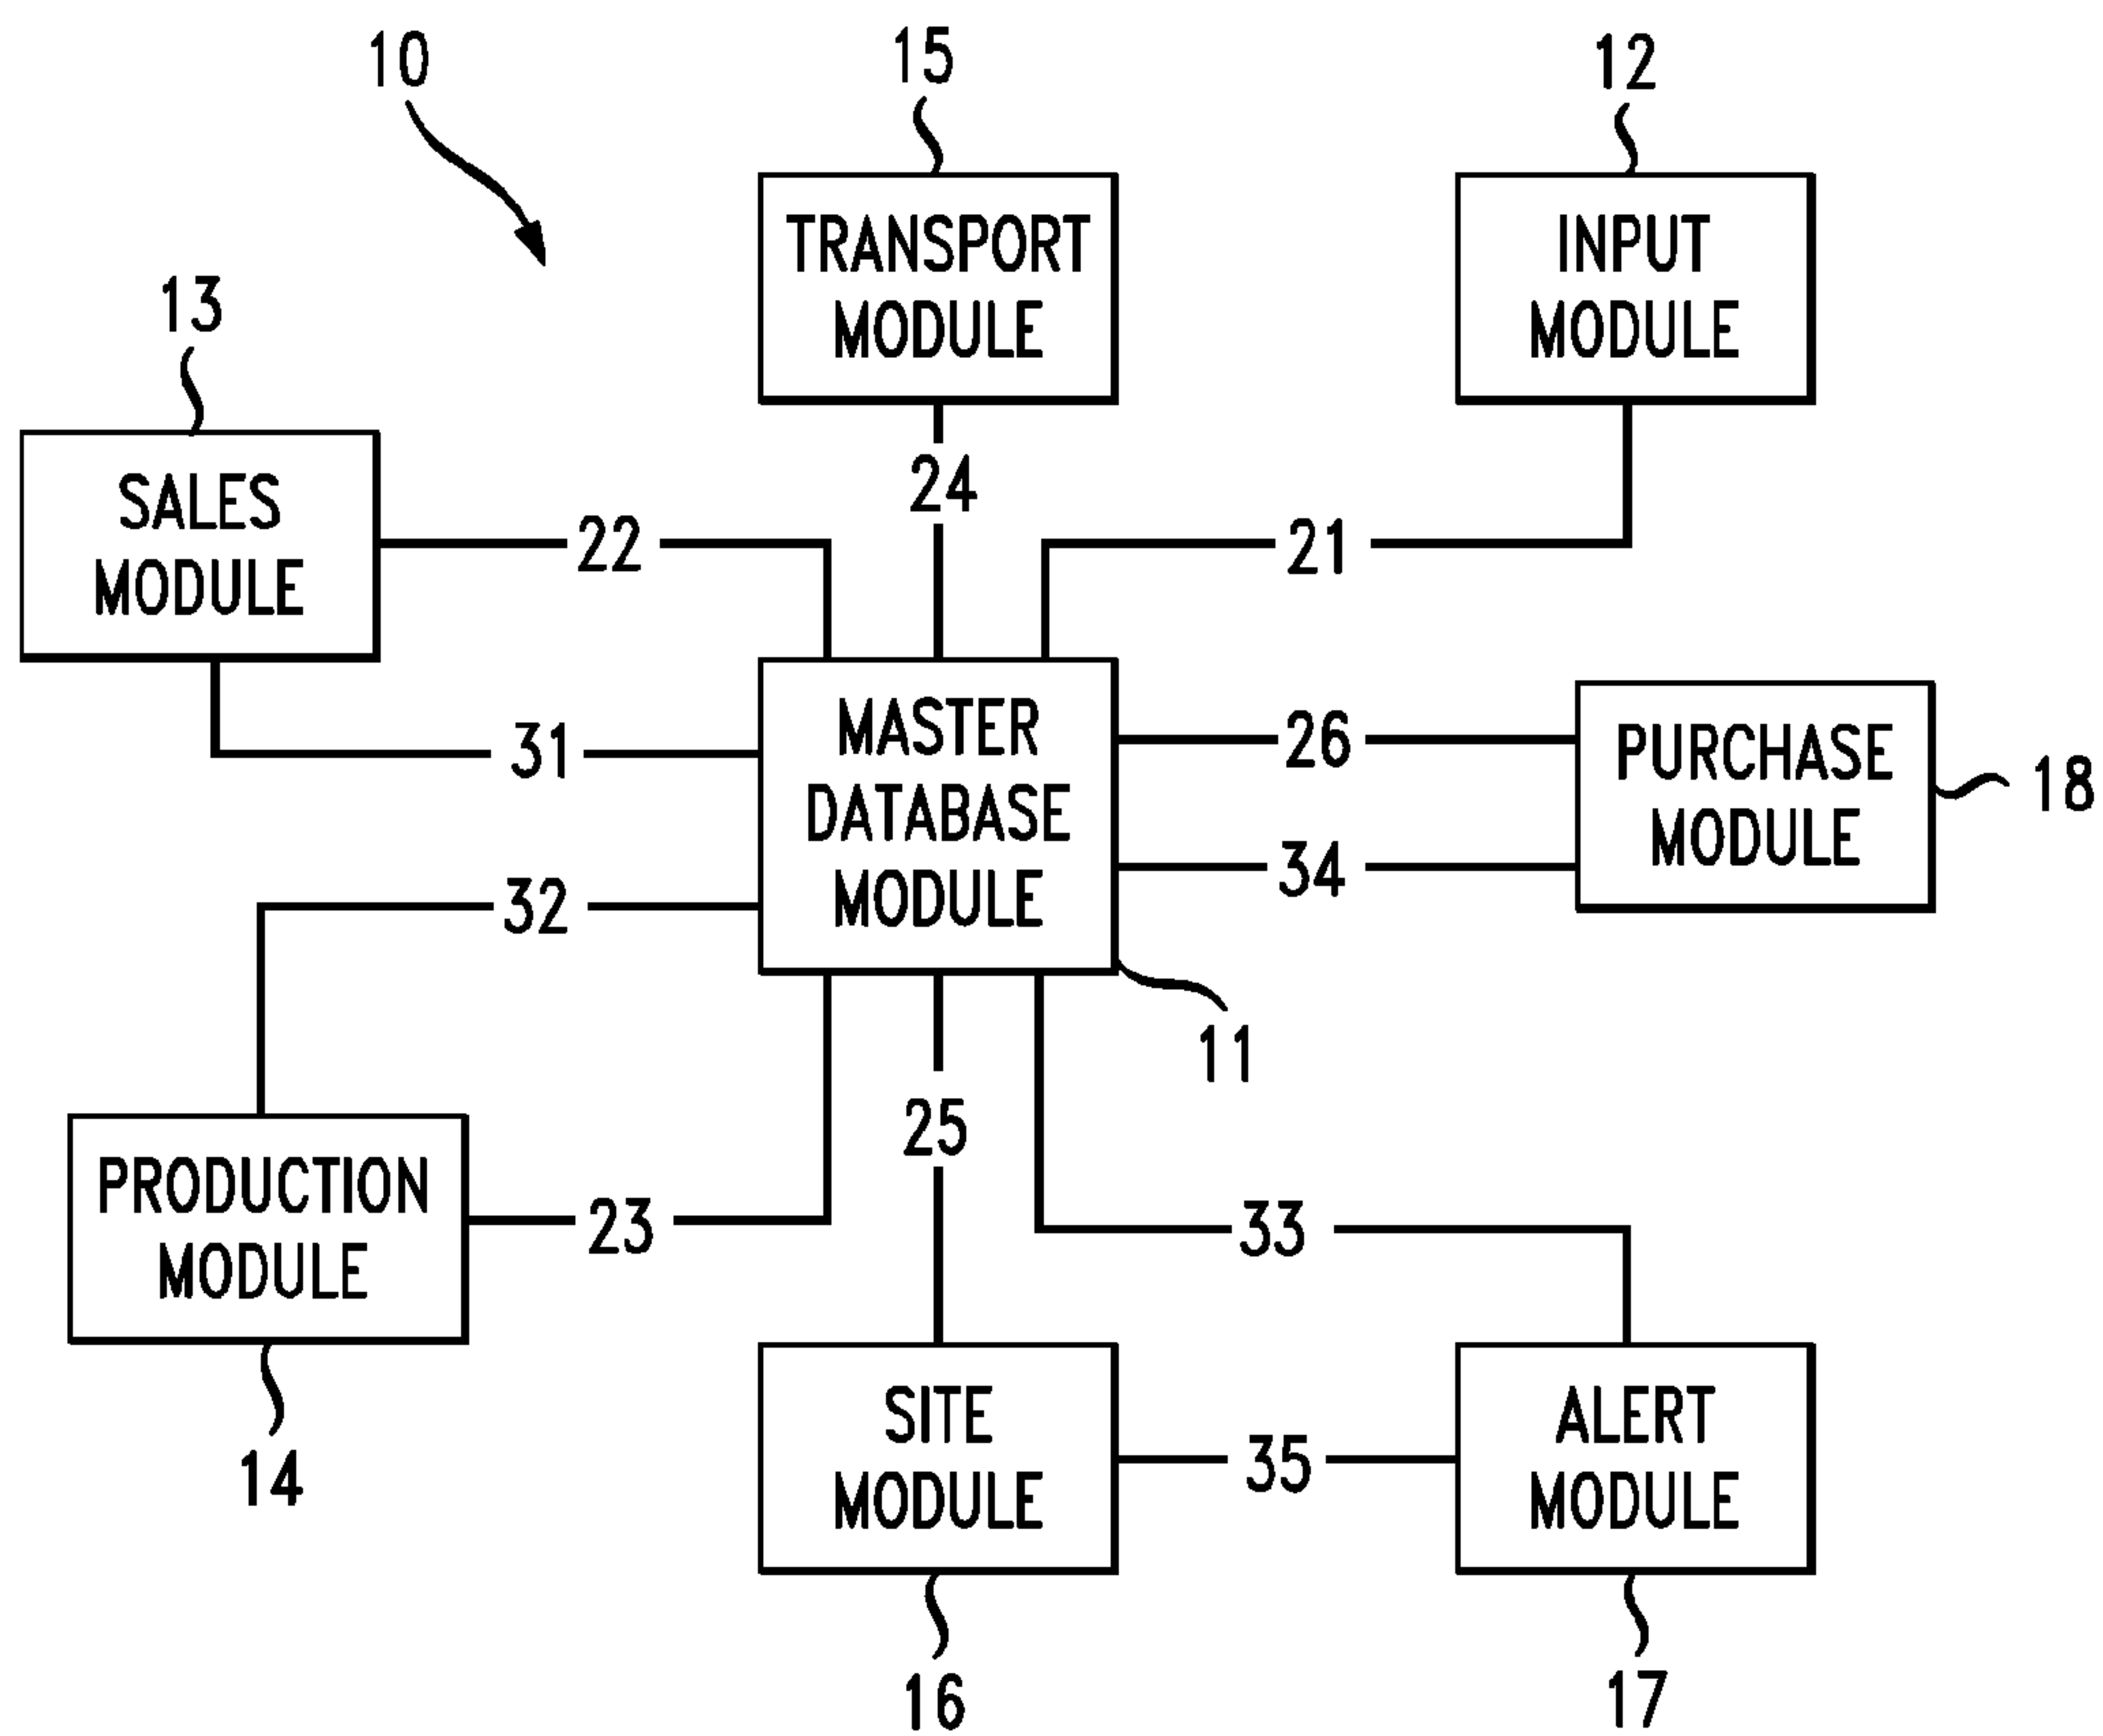 10
15
12
TRANSPORT
MODULE
INPUT
MODULE
13
SALES
MODULE
24
22
21
31
MASTER
DATABASE
MODULE
26
34
PURCHASE
MODULE
18
32
11
25
PRODUCTION
MODULE
23
33
14
SITE
MODULE
35
ALERT
MODULE
16
17